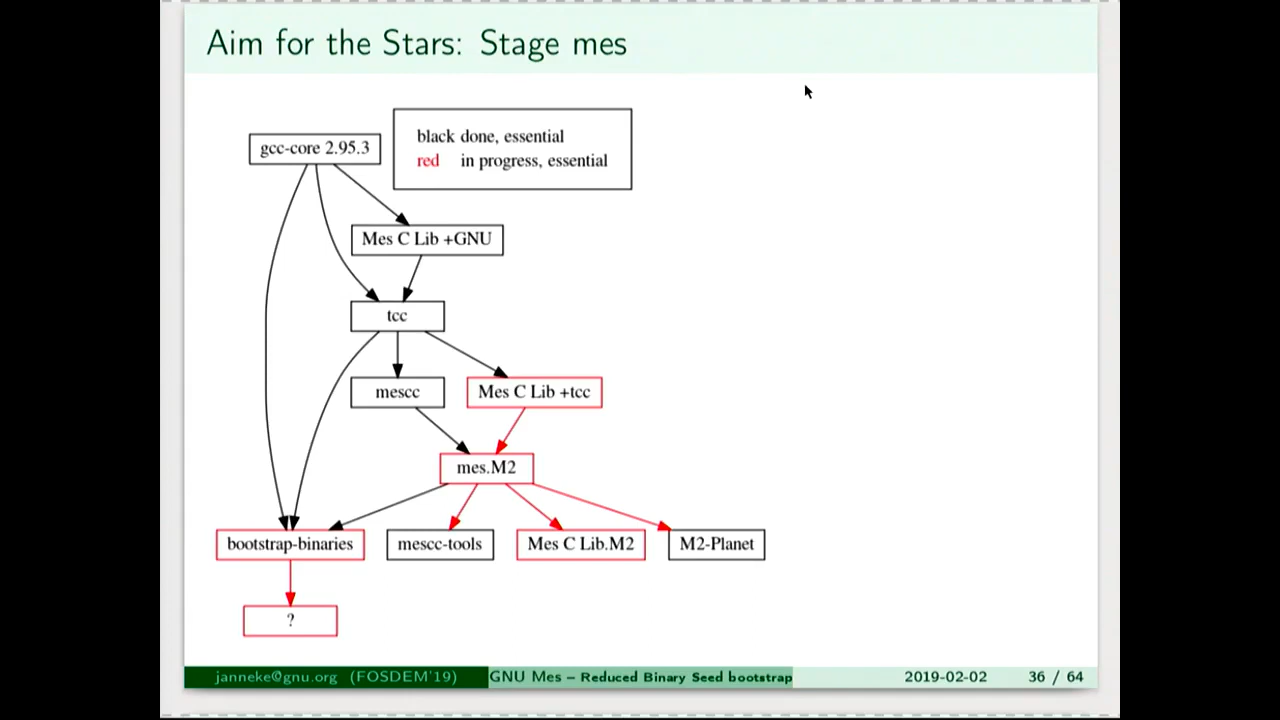 Aim for the Stars: Stage mes
gcc-core 2.95.3
black done, essential
red in progress, essential
Mes C Lib +GNU
tcc
mescc
Mes C Lib +tcc
mes.M2
bootstrap-binaries
mescc-tools
Mes C Lib.M2
M2-Planet
?
janneke@gnu.org (FOSDEM'19)
GNU Mes – Reduced Binary Seed bootstrap
2019-02-02
36 / 64